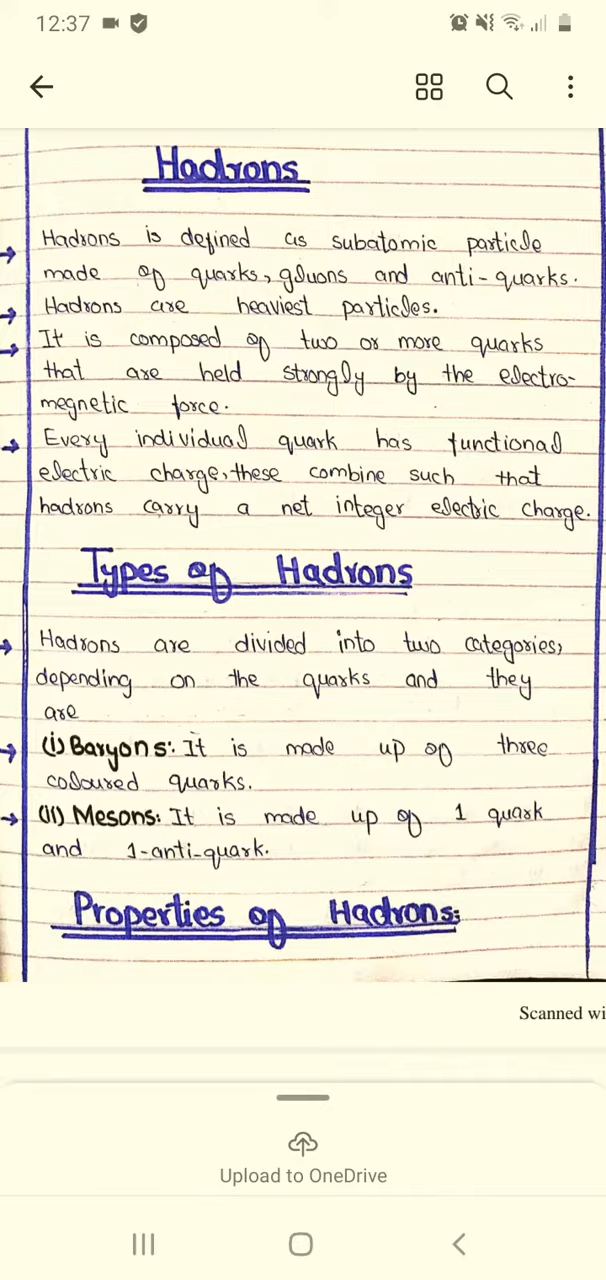 12:37
Hadrons
Hadrons is defined as subatomic particle
made of quarks, gluons and anti-quarks.
Hadrons are heaviest particles.
It is composed of two or more quarks
that are held strongly by the electro-
megnetic force.
Every individual quark has functional
electric charge, these combine such that
hadrons carry a net integer electric charge.
Types of Hadrons
Hadrons are divided into two categories,
depending on the quarks and they
are
(i) Baryons: It is made up of three
coloured quarks.
(ii) Mesons: It is made up of 1 quark
and 1-anti-quark.
Properties of Hadrons:
Scanned wi
Upload to OneDrive